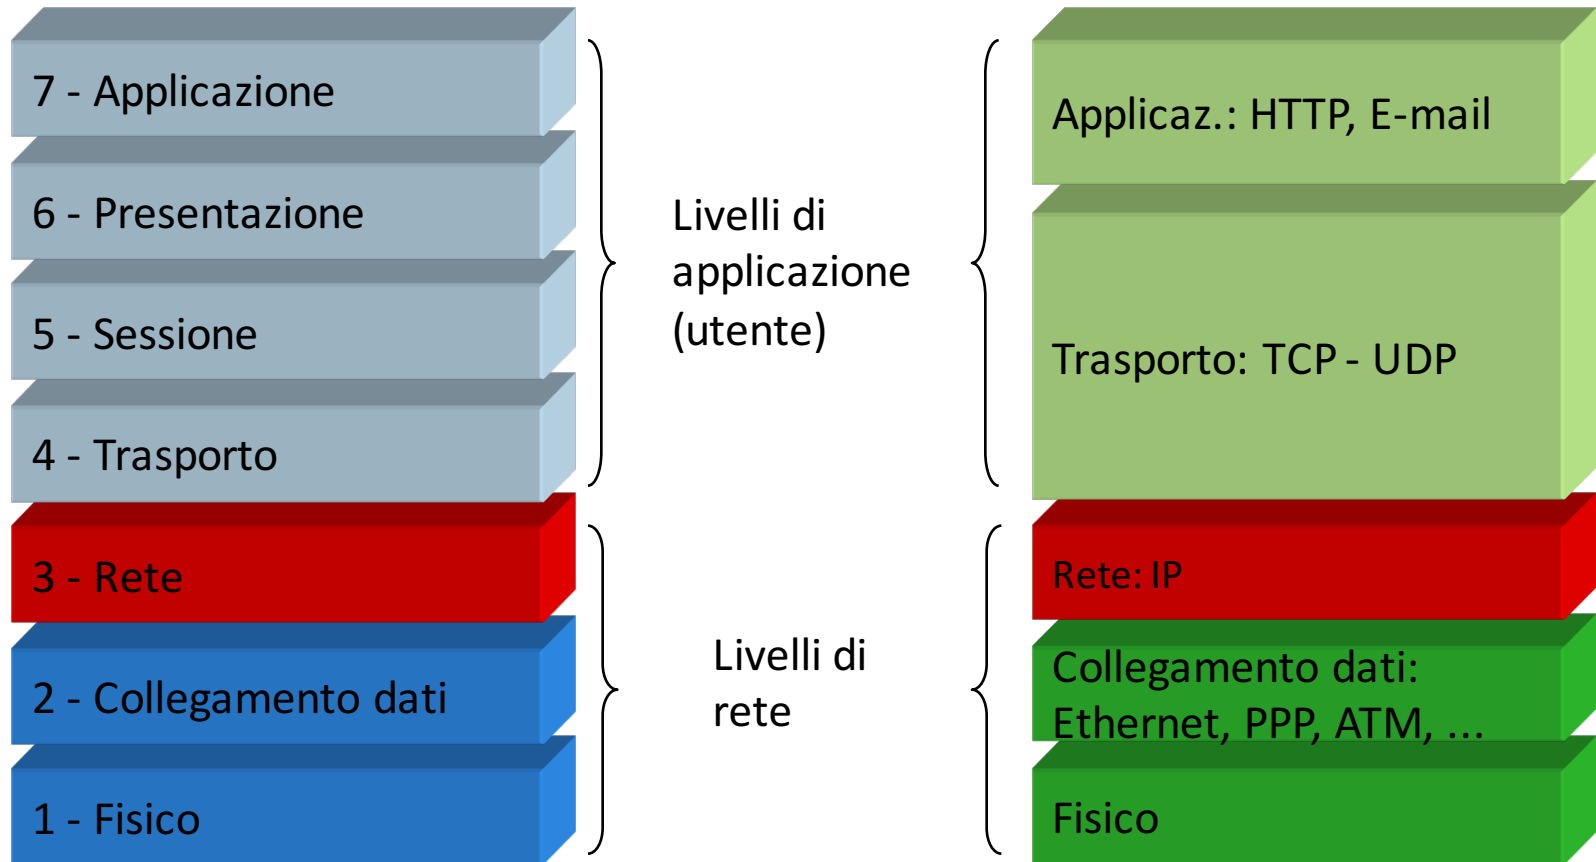 7 - Applicazione
6 - Presentazione
5 - Sessione
4 - Trasporto
3 - Rete
2 - Collegamento dati
1 - Fisico
Livelli di
applicazione
(utente)
Livelli di
rete
Applicaz.: HTTP, E-mail
Trasporto: TCP - UDP
Rete: IP
Collegamento dati:
Ethernet, PPP, ATM, ...
Fisico